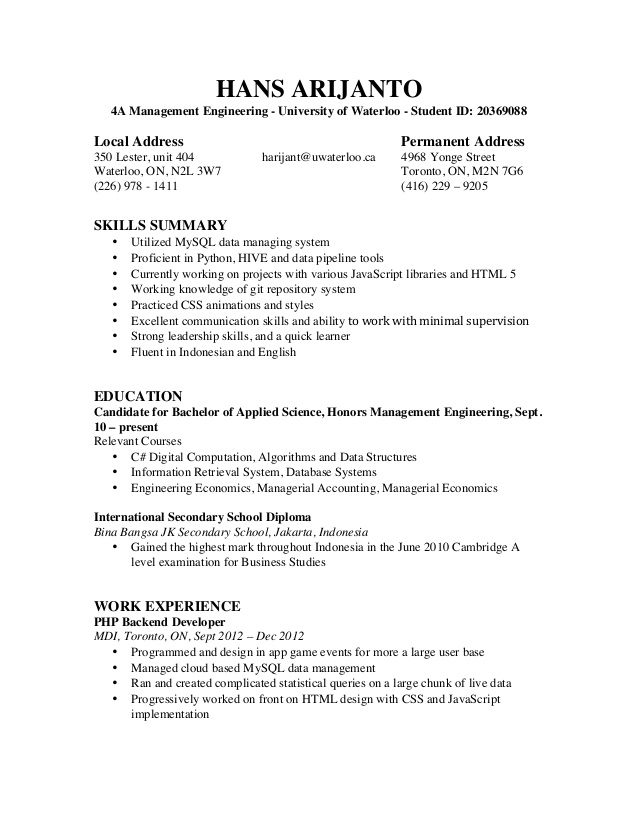 HANS ARIJANTO
4A Management Engineering - University of Waterloo - Student ID: 20369088
Local Address
350 Lester, unit 404
Waterloo, ON, N2L 3W7
(226) 978 - 1411
harijant@uwaterloo.ca
Permanent Address
4968 Yonge Street
Toronto, ON, M2N 7G6
(416) 229 – 9205
SKILLS SUMMARY
• Utilized MySQL data managing system
• Proficient in Python, HIVE and data pipeline tools
• Currently working on projects with various JavaScript libraries and HTML 5
• Working knowledge of git repository system
• Practiced CSS animations and styles
• Excellent communication skills and ability to work with minimal supervision
• Strong leadership skills, and a quick learner
• Fluent in Indonesian and English
EDUCATION
Candidate for Bachelor of Applied Science, Honors Management Engineering, Sept.
10 – present
Relevant Courses
• C# Digital Computation, Algorithms and Data Structures
• Information Retrieval System, Database Systems
• Engineering Economics, Managerial Accounting, Managerial Economics
International Secondary School Diploma
Bina Bangsa JK Secondary School, Jakarta, Indonesia
• Gained the highest mark throughout Indonesia in the June 2010 Cambridge A
level examination for Business Studies
WORK EXPERIENCE
PHP Backend Developer
MDI, Toronto, ON, Sept 2012 – Dec 2012
• Programmed and design in app game events for more a large user base
• Managed cloud based MySQL data management
• Ran and created complicated statistical queries on a large chunk of live data
• Progressively worked on front on HTML design with CSS and JavaScript
implementation